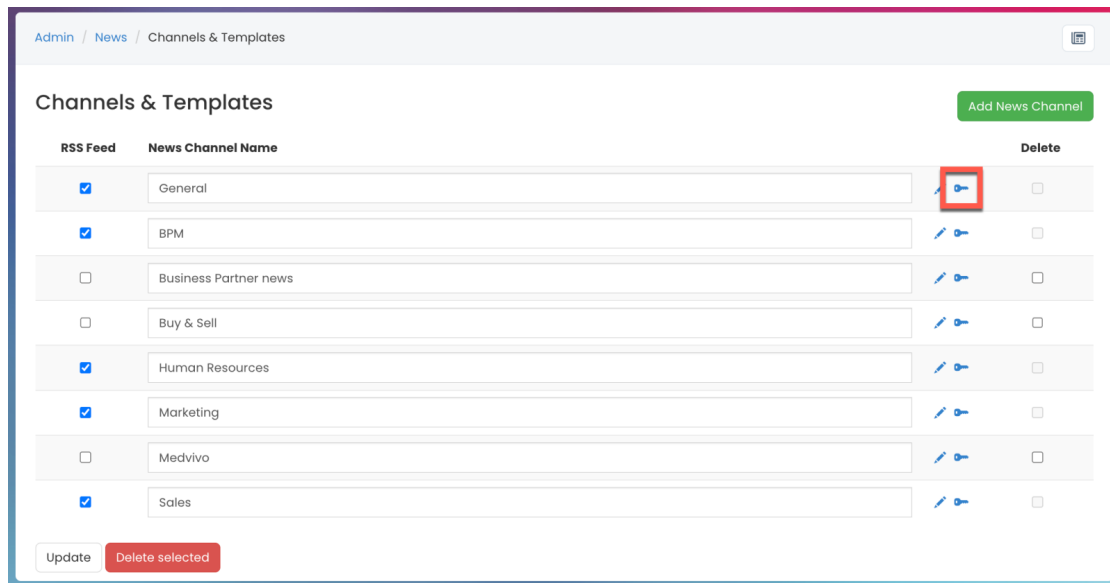 Admin / News / Channels & Templates
Channels & Templates
Add News Channel
RSS Feed News Channel Name Delete
General
BPM
Business Partner news
Buy & Sell
Human Resources
Marketing
Medvivo
Sales
Update Delete selected